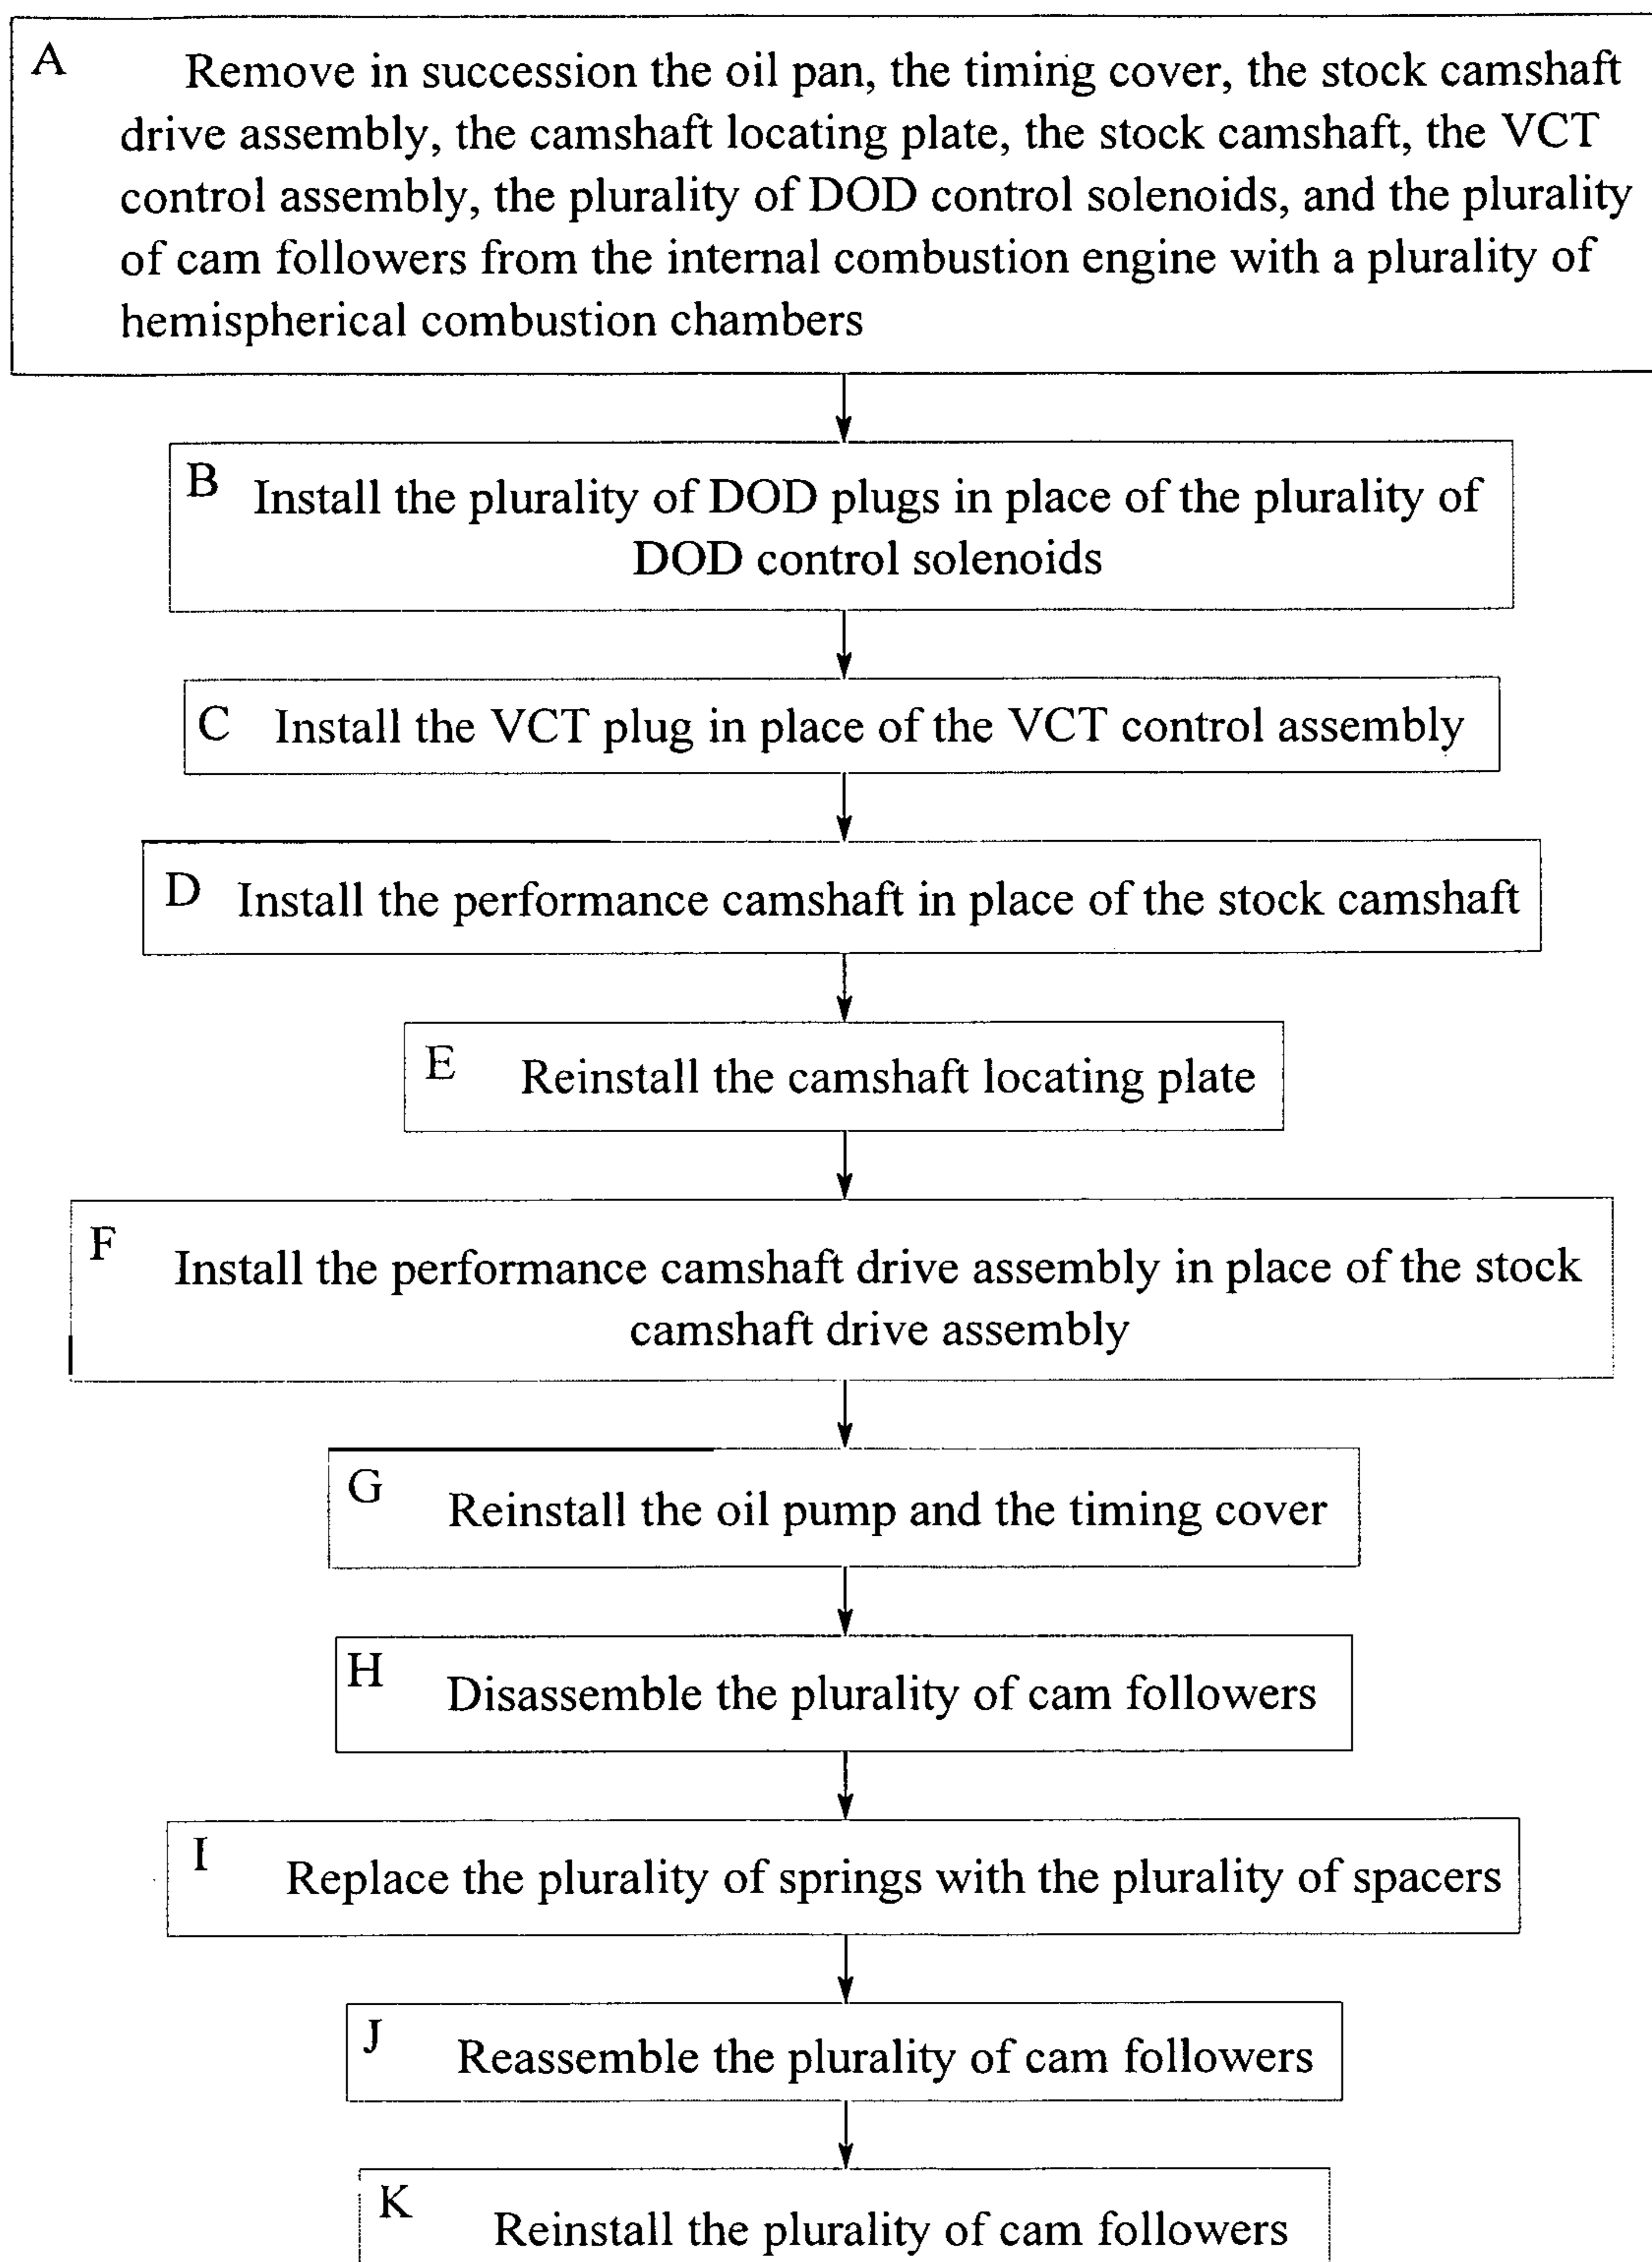 A Remove in succession the oil pan, the timing cover, the stock camshaft
drive assembly, the camshaft locating plate, the stock camshaft, the VCT
control assembly, the plurality of DOD control solenoids, and the plurality
of cam followers from the internal combustion engine with a plurality of
hemispherical combustion chambers
B Install the plurality of DOD plugs in place of the plurality of
DOD control solenoids
C Install the VCT plug in place of the VCT control assembly
D Install the performance camshaft in place of the stock camshaft
E Reinstall the camshaft locating plate
F Install the performance camshaft drive assembly in place of the stock
camshaft drive assembly
G Reinstall the oil pump and the timing cover
H Disassemble the plurality of cam followers
I Replace the plurality of springs with the plurality of spacers
J Reassemble the plurality of cam followers
K Reinstall the plurality of cam followers